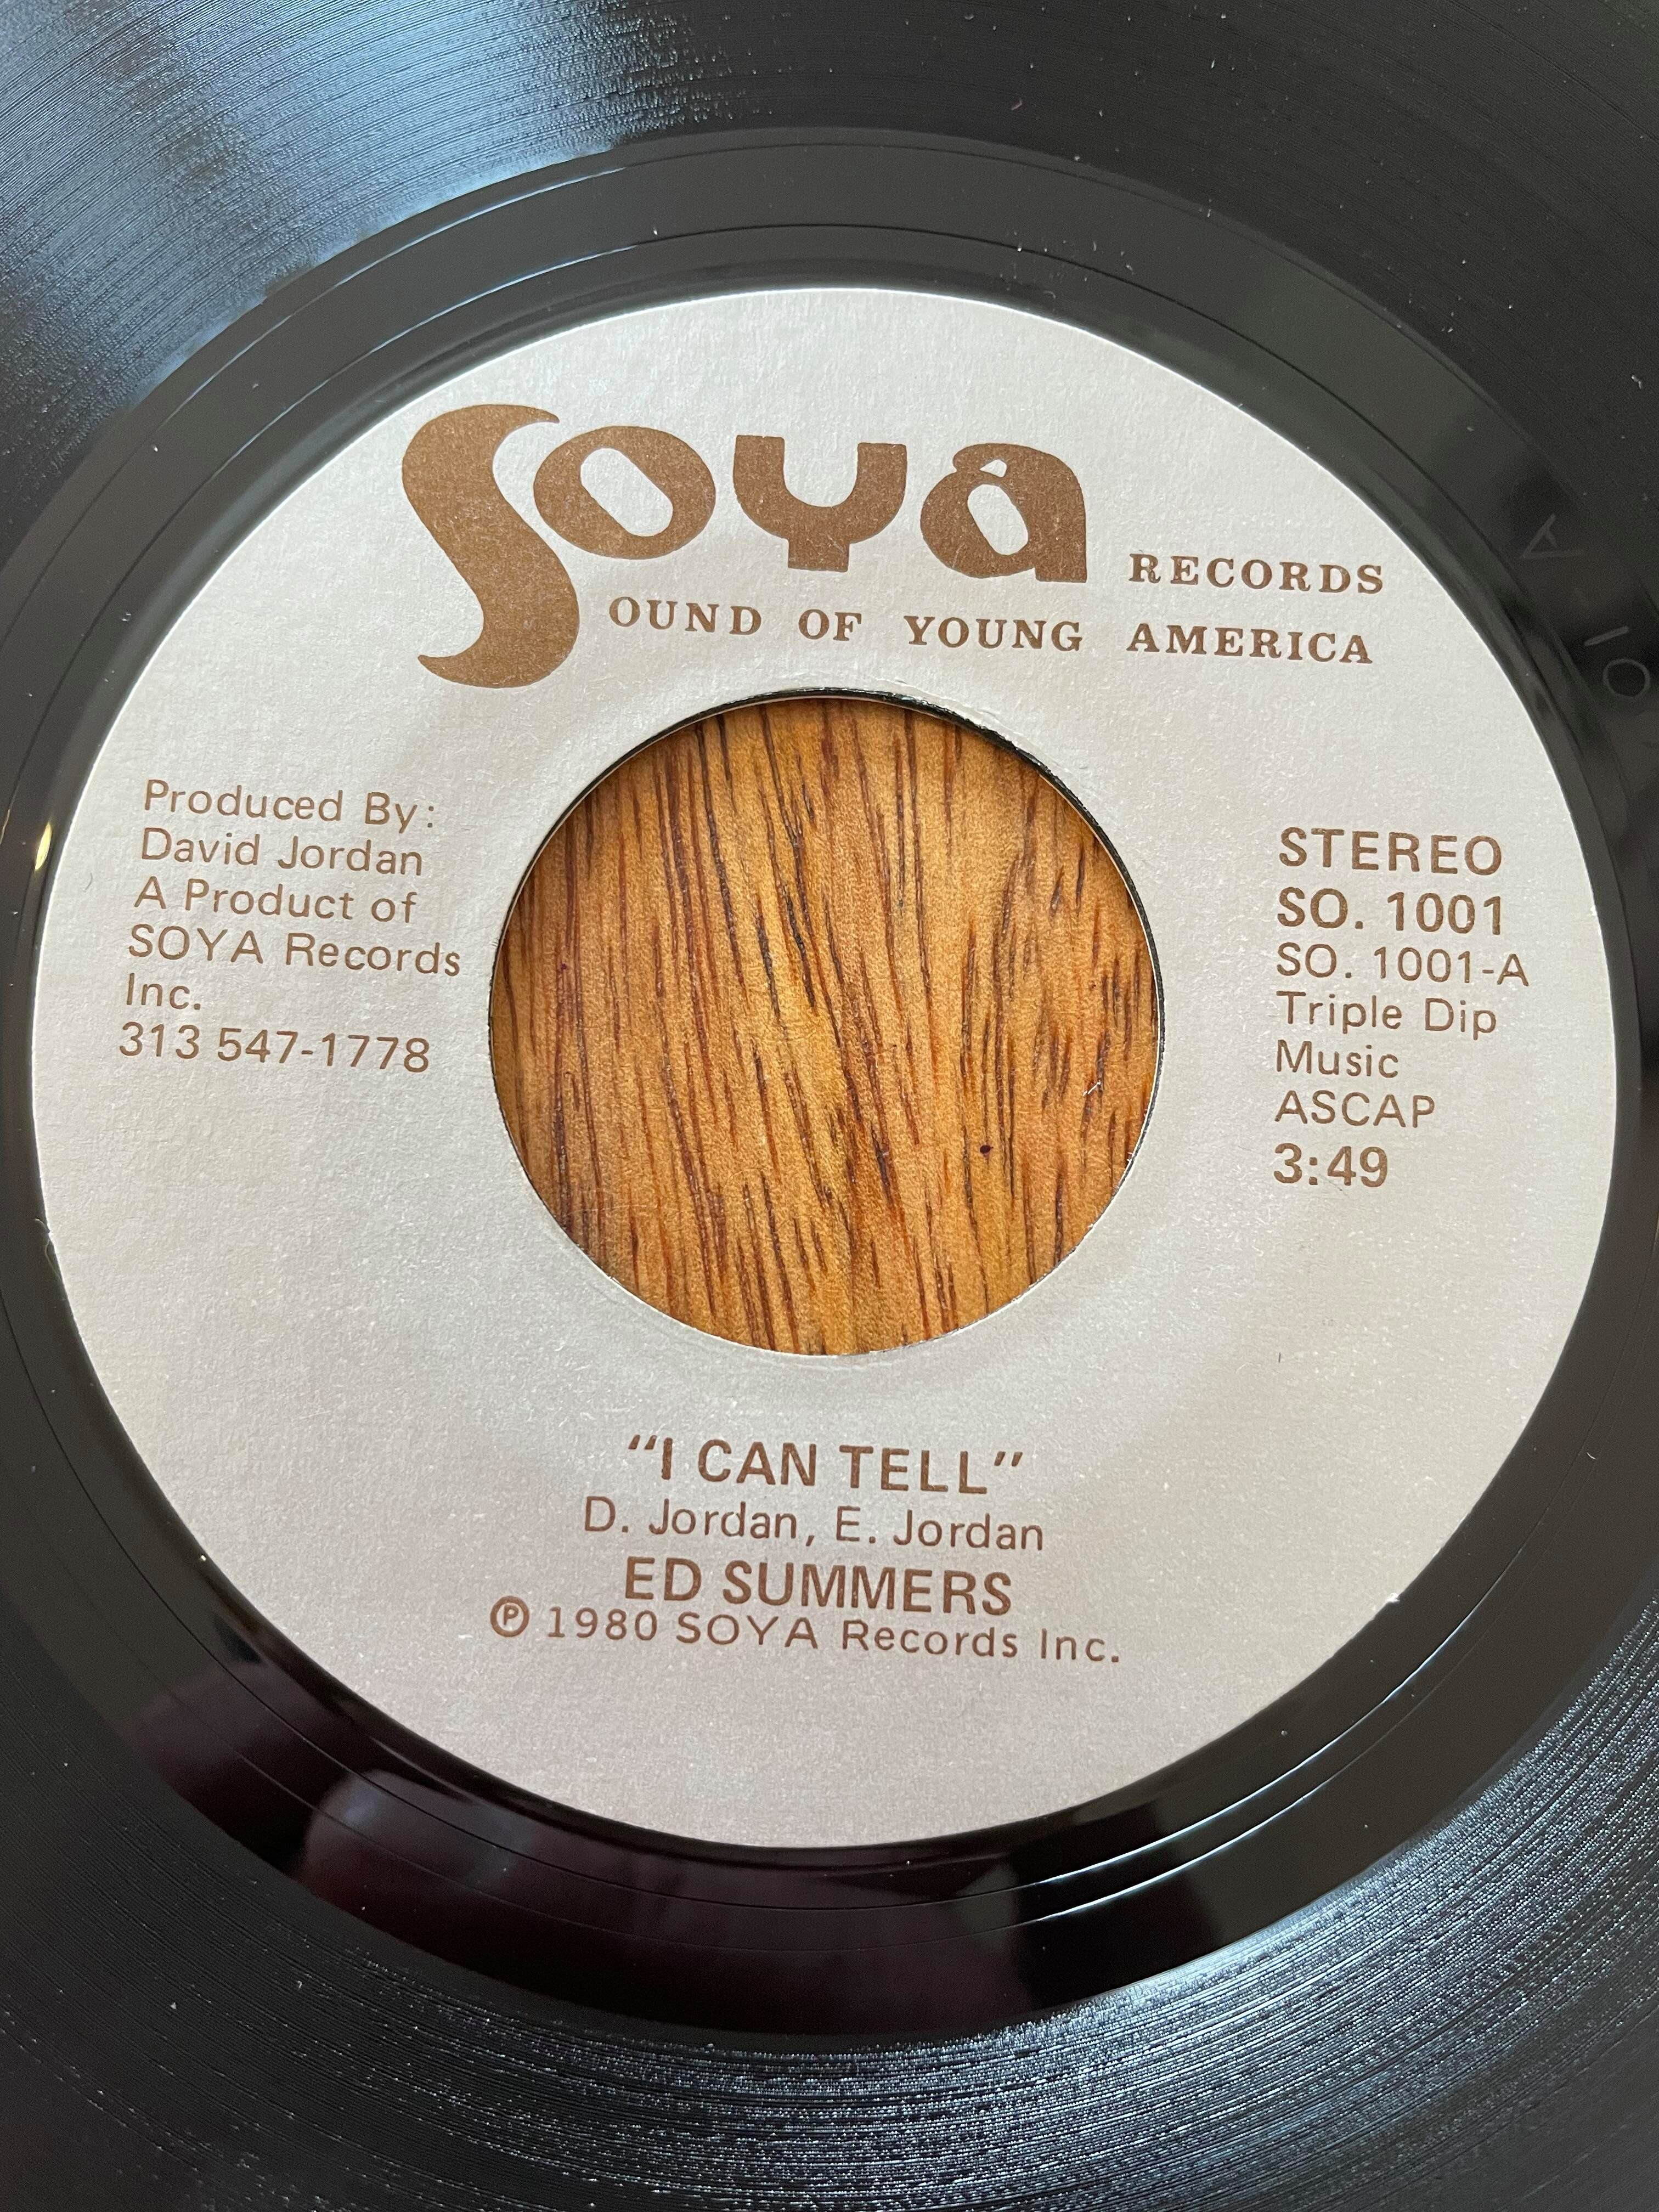 Soya RECORDS
SOUND OF YOUNG AMERICA
Produced By:
David Jordan
A Product of
SOYA Records
Inc.
313 547-1778
STEREO
SO. 1001
SO. 1001-A
Triple Dip
Music
ASCAP
3:49
"I CAN TELL"
D. Jordan, E. Jordan
ED SUMMERS
℗ 1980 SOYA Records Inc.